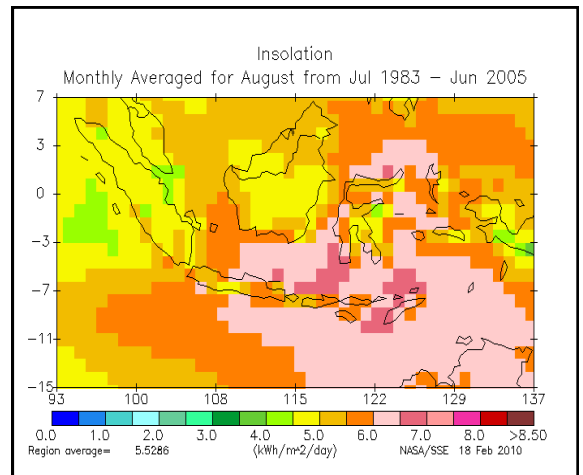 Insolation
Monthly Averaged for August from Jul 1983 – Jun 2005
7
3
0
−3
−7
−11
−15
93 100 108 115 122 129 137
0.0 1.0 2.0 3.0 4.0 5.0 6.0 7.0 8.0 >8.50
Region average= 5.5286 (kWh/m^2/day) NASA/SSE 18 Feb 2010